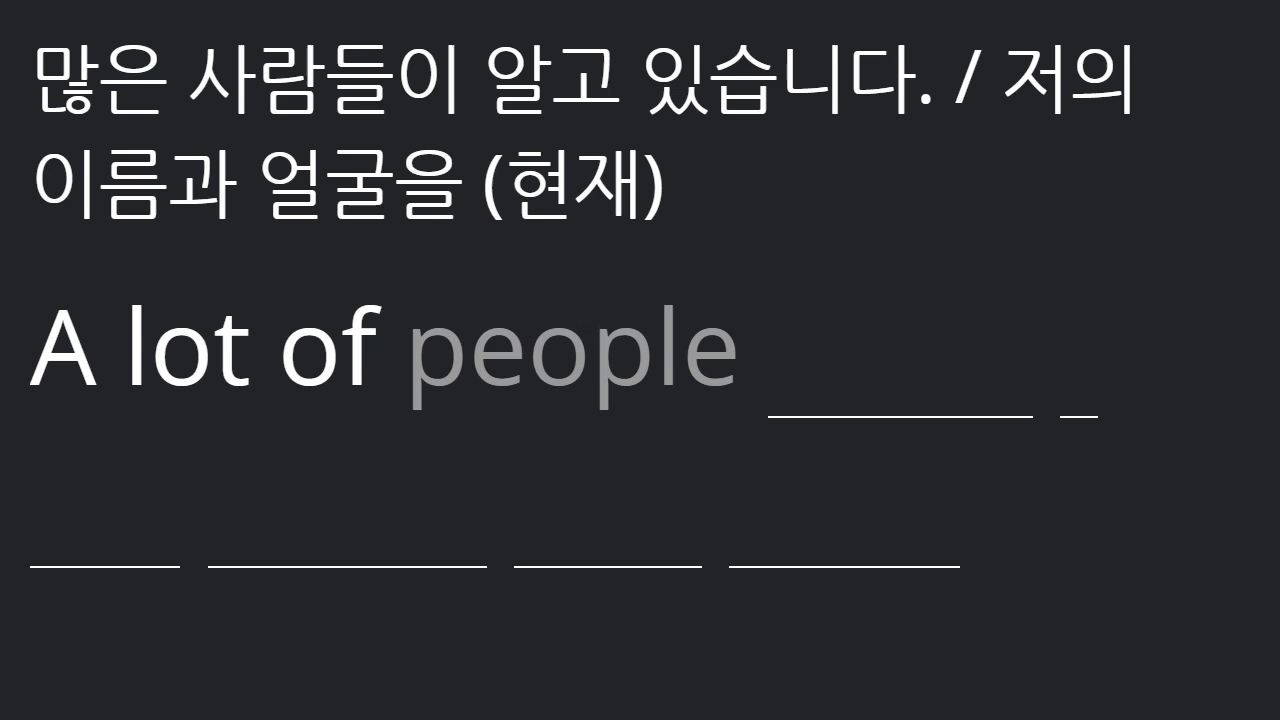 많은 사람들이 알고 있습니다. / 저의
이름과 얼굴을 (현재)
A lot of people